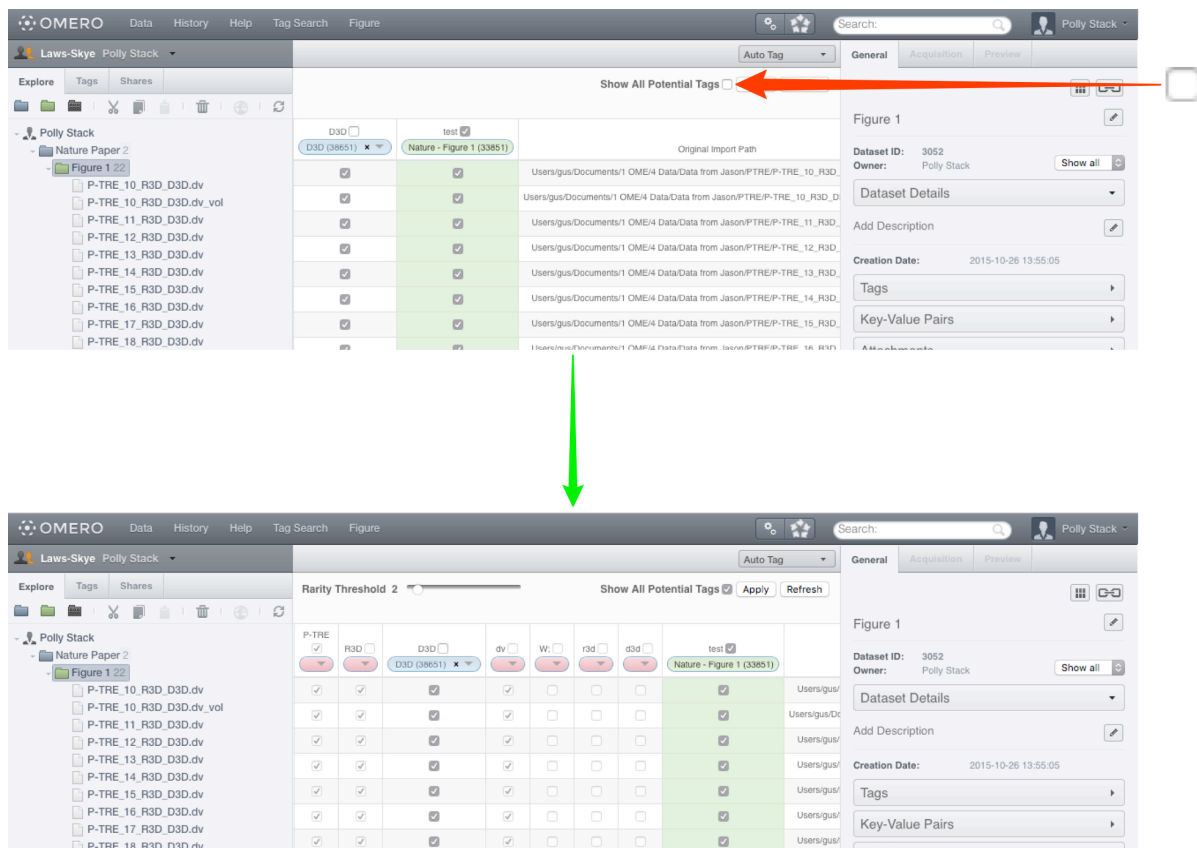 OMERO Data History Help Tag Search Figure Search: Polly Stack
Laws-Skye Polly Stack Auto Tag General Acquisition Preview
Explore Tags Shares Show All Potential Tags
Figure 1
Polly Stack
Nature Paper 2
Figure 1 22
P-TRE_10_R3D_D3D.dv
P-TRE_10_R3D_D3D.dv_vol
P-TRE_11_R3D_D3D.dv
P-TRE_12_R3D_D3D.dv
P-TRE_13_R3D_D3D.dv
P-TRE_14_R3D_D3D.dv
P-TRE_15_R3D_D3D.dv
P-TRE_16_R3D_D3D.dv
P-TRE_17_R3D_D3D.dv
P-TRE_18_R3D_D3D.dv
D3D test
D3D (38651) × Nature - Figure 1 (33851) Original Import Path
Users/gus/Documents/1 OME/4 Data/Data from Jason/PTRE/P-TRE_10_R3D_
Users/gus/Documents/1 OME/4 Data/Data from Jason/PTRE/P-TRE_10_R3D_D
Users/gus/Documents/1 OME/4 Data/Data from Jason/PTRE/P-TRE_11_R3D_
Users/gus/Documents/1 OME/4 Data/Data from Jason/PTRE/P-TRE_12_R3D_
Users/gus/Documents/1 OME/4 Data/Data from Jason/PTRE/P-TRE_13_R3D_
Users/gus/Documents/1 OME/4 Data/Data from Jason/PTRE/P-TRE_14_R3D_
Users/gus/Documents/1 OME/4 Data/Data from Jason/PTRE/P-TRE_15_R3D_
Users/gus/Documents/1 OME/4 Data/Data from Jason/PTRE/P-TRE_16_R3D
Dataset ID: 3052
Owner: Polly Stack Show all
Dataset Details
Add Description
Creation Date: 2015-10-26 13:55:05
Tags
Key-Value Pairs
Attachments
OMERO Data History Help Tag Search Figure Search: Polly Stack
Laws-Skye Polly Stack Auto Tag General Acquisition Preview
Explore Tags Shares Rarity Threshold 2 Show All Potential Tags Apply Refresh
Figure 1
Polly Stack
Nature Paper 2
Figure 1 22
P-TRE_10_R3D_D3D.dv
P-TRE_10_R3D_D3D.dv_vol
P-TRE_11_R3D_D3D.dv
P-TRE_12_R3D_D3D.dv
P-TRE_13_R3D_D3D.dv
P-TRE_14_R3D_D3D.dv
P-TRE_15_R3D_D3D.dv
P-TRE_16_R3D_D3D.dv
P-TRE_17_R3D_D3D.dv
P-TRE_18_R3D_D3D.dv
P-TRE
R3D D3D dv W; r3d d3d test
D3D (38651) × Nature - Figure 1 (33851)
Users/gus/
Users/gus/Do
Users/gus/
Users/gus/
Users/gus/
Users/gus/
Users/gus/
Dataset ID: 3052
Owner: Polly Stack Show all
Dataset Details
Add Description
Creation Date: 2015-10-26 13:55:05
Tags
Key-Value Pairs